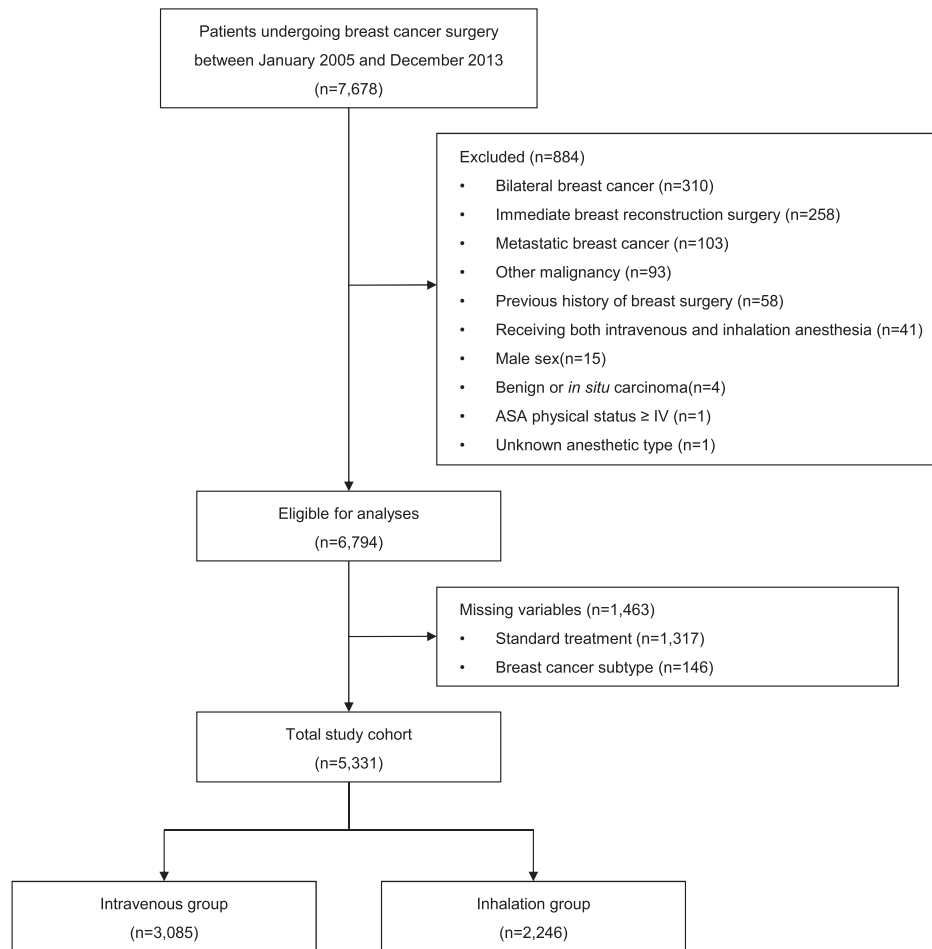 Patients undergoing breast cancer surgery
between January 2005 and December 2013
(n=7,678)
Excluded (n=884)
• Bilateral breast cancer (n=310)
• Immediate breast reconstruction surgery (n=258)
• Metastatic breast cancer (n=103)
• Other malignancy (n=93)
• Previous history of breast surgery (n=58)
• Receiving both intravenous and inhalation anesthesia (n=41)
• Male sex(n=15)
• Benign or in situ carcinoma(n=4)
• ASA physical status ≥ IV (n=1)
• Unknown anesthetic type (n=1)
Eligible for analyses
(n=6,794)
Missing variables (n=1,463)
• Standard treatment (n=1,317)
• Breast cancer subtype (n=146)
Total study cohort
(n=5,331)
Intravenous group
(n=3,085)
Inhalation group
(n=2,246)